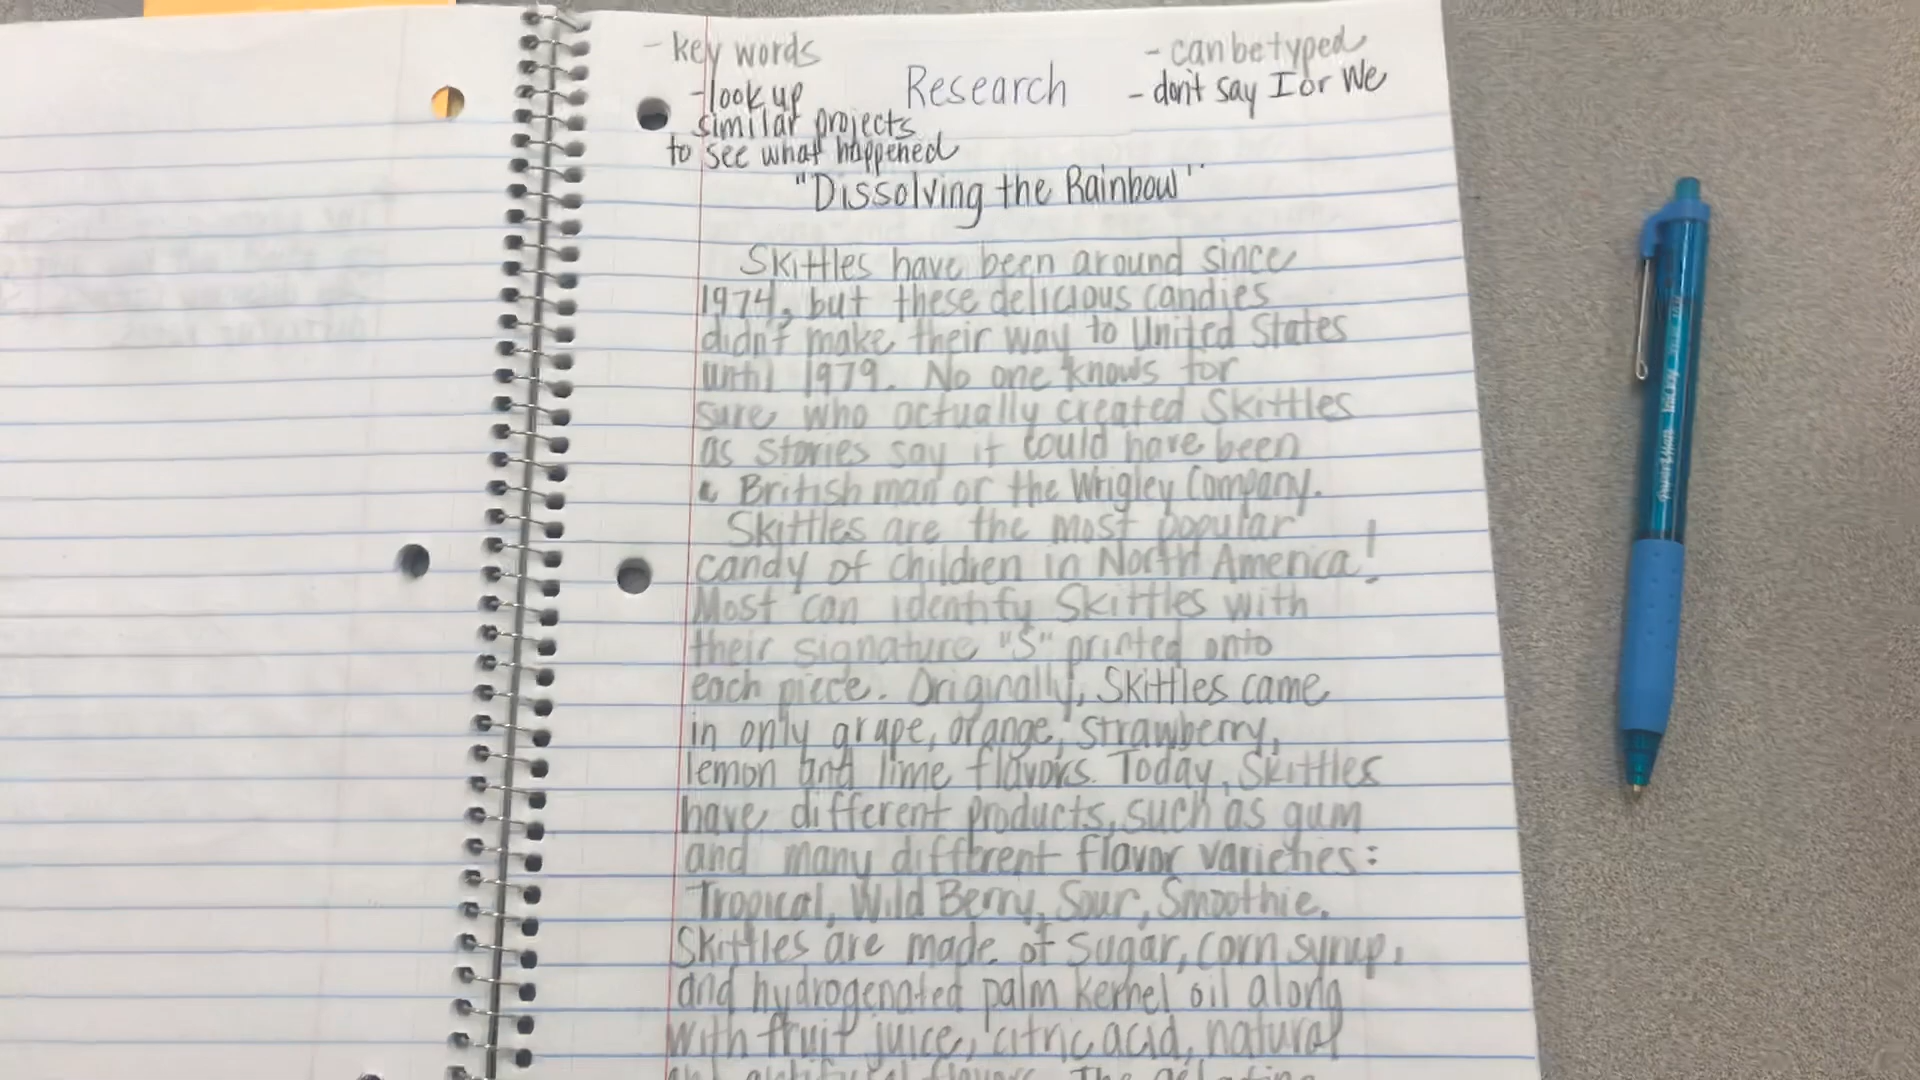 - key words
- can be typed
Research
- look up
- don't say I or We
similar projects
to see what happened
"Dissolving the Rainbow"
Skittles have been around since
1974, but these delicious candies
didn't make their way to United States
until 1979. No one knows for
sure who actually created Skittles
as stories say it could have been
a British man or the Wrigley Company.
Skittles are the most popular
candy of children in North America!
Most can identify Skittles with
their signature "S" printed onto
each piece. Originally, Skittles came
in only grape, orange, strawberry,
lemon and lime flavors. Today, Skittles
have different products, such as gum
and many different flavor varieties:
Tropical, Wild Berry, Sour, Smoothie.
Skittles are made of sugar, corn syrup,
and hydrogenated palm kernel oil along
with fruit juice, citric acid, natural
and artificial flavors. The gelatine
PaperMate InkJoy